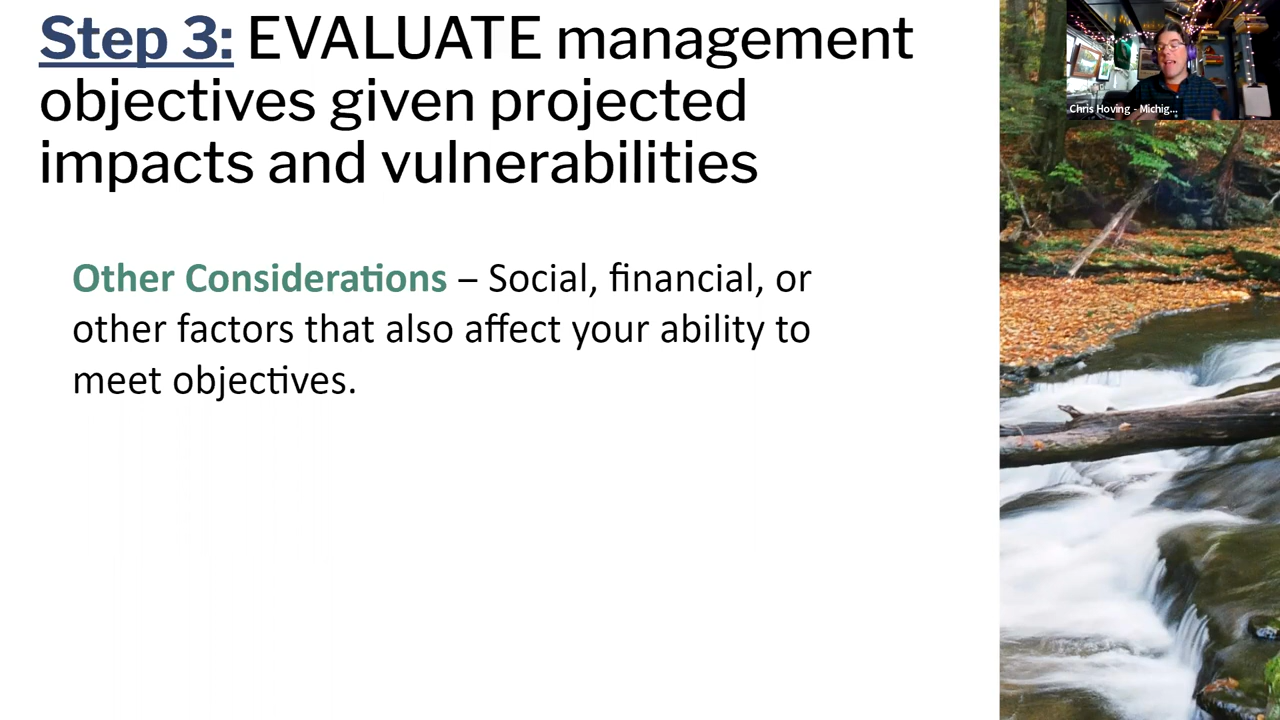 Step 3: EVALUATE management
objectives given projected
impacts and vulnerabilities
Other Considerations – Social, financial, or
other factors that also affect your ability to
meet objectives.
Chris Hoving - Michig...